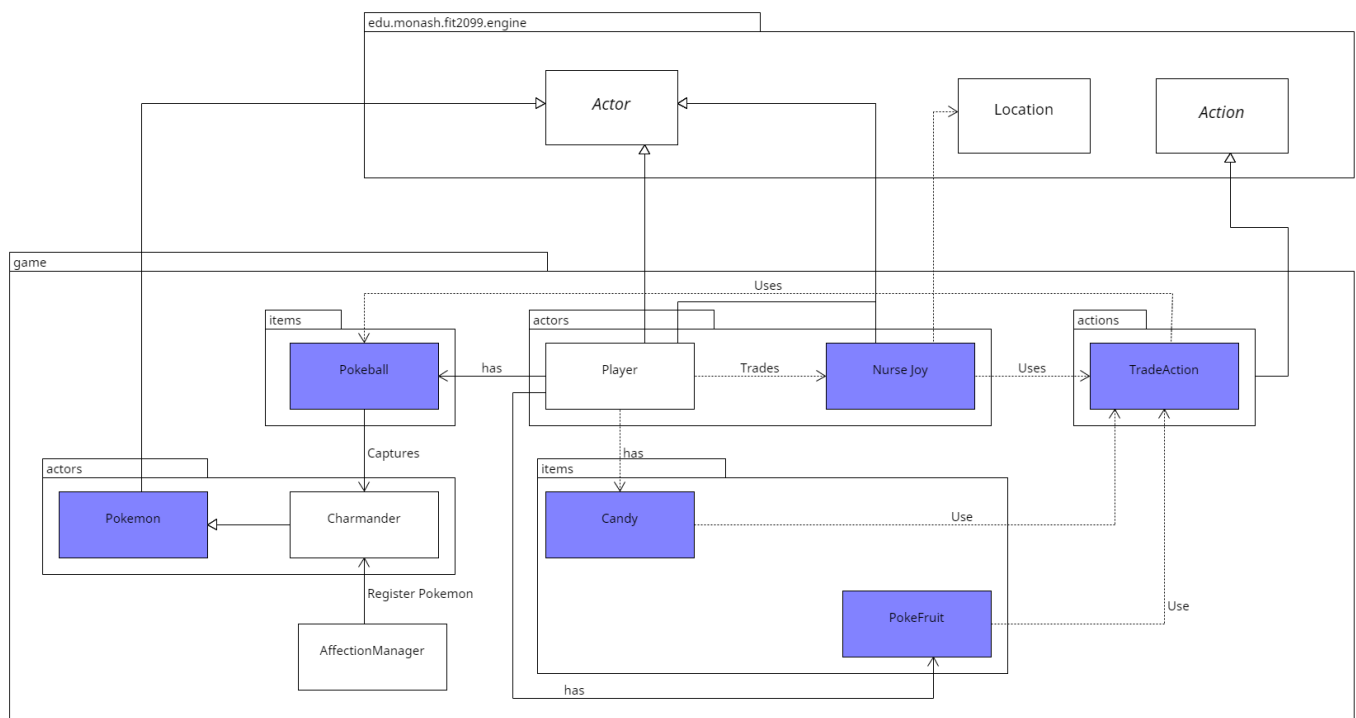 edu.monash.fit2099.engine
Actor
Location
Action
game
Uses
items
actors
actions
Pokeball
has
Player
Trades
Nurse Joy
Uses
TradeAction
Captures
has
actors
items
Pokemon
Charmander
Candy
Use
Register Pokemon
PokeFruit
Use
AffectionManager
has